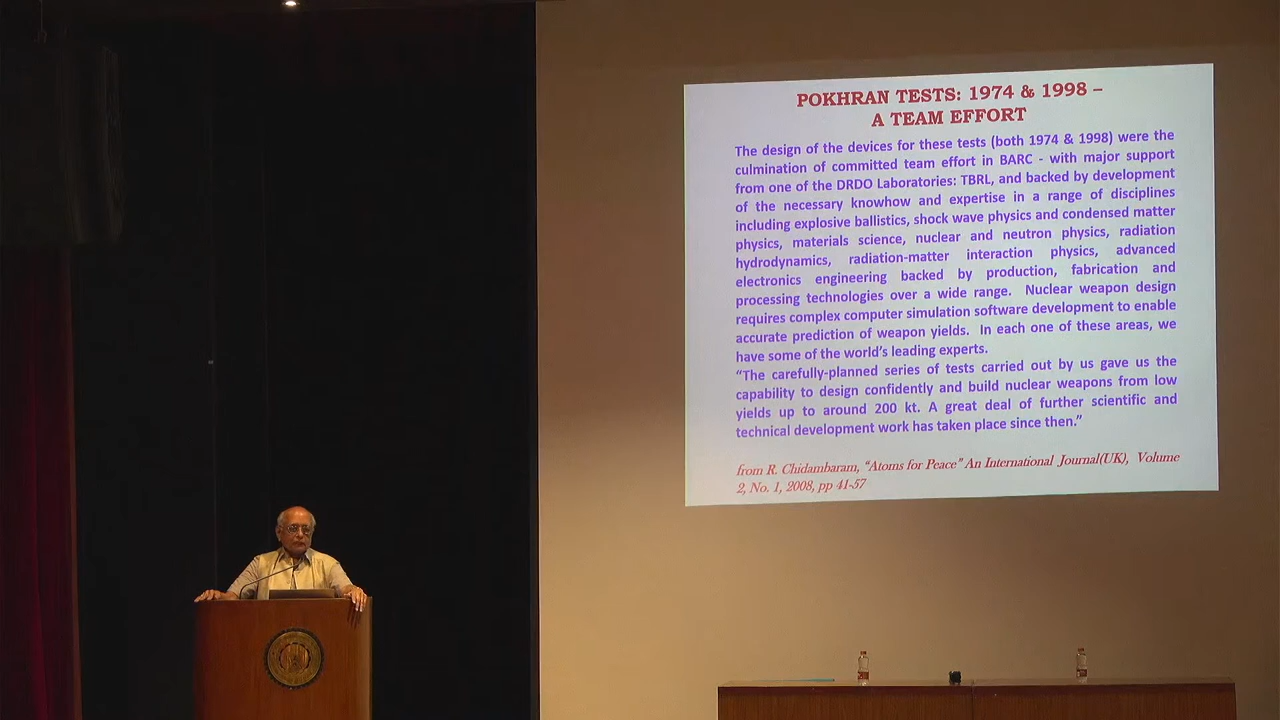 POKHRAN TESTS: 1974 & 1998 –
A TEAM EFFORT
The design of the devices for these tests (both 1974 & 1998) were the
culmination of committed team effort in BARC - with major support
from one of the DRDO Laboratories: TBRL, and backed by development
of the necessary knowhow and expertise in a range of disciplines
including explosive ballistics, shock wave physics and condensed matter
physics, materials science, nuclear and neutron physics, radiation
hydrodynamics, radiation-matter interaction physics, advanced
electronics engineering backed by production, fabrication and
processing technologies over a wide range. Nuclear weapon design
requires complex computer simulation software development to enable
accurate prediction of weapon yields. In each one of these areas, we
have some of the world's leading experts.
“The carefully-planned series of tests carried out by us gave us the
capability to design confidently and build nuclear weapons from low
yields up to around 200 kt. A great deal of further scientific and
technical development work has taken place since then.”
from R. Chidambaram, “Atoms for Peace” An International Journal(UK), Volume
2, No. 1, 2008, pp 41-57